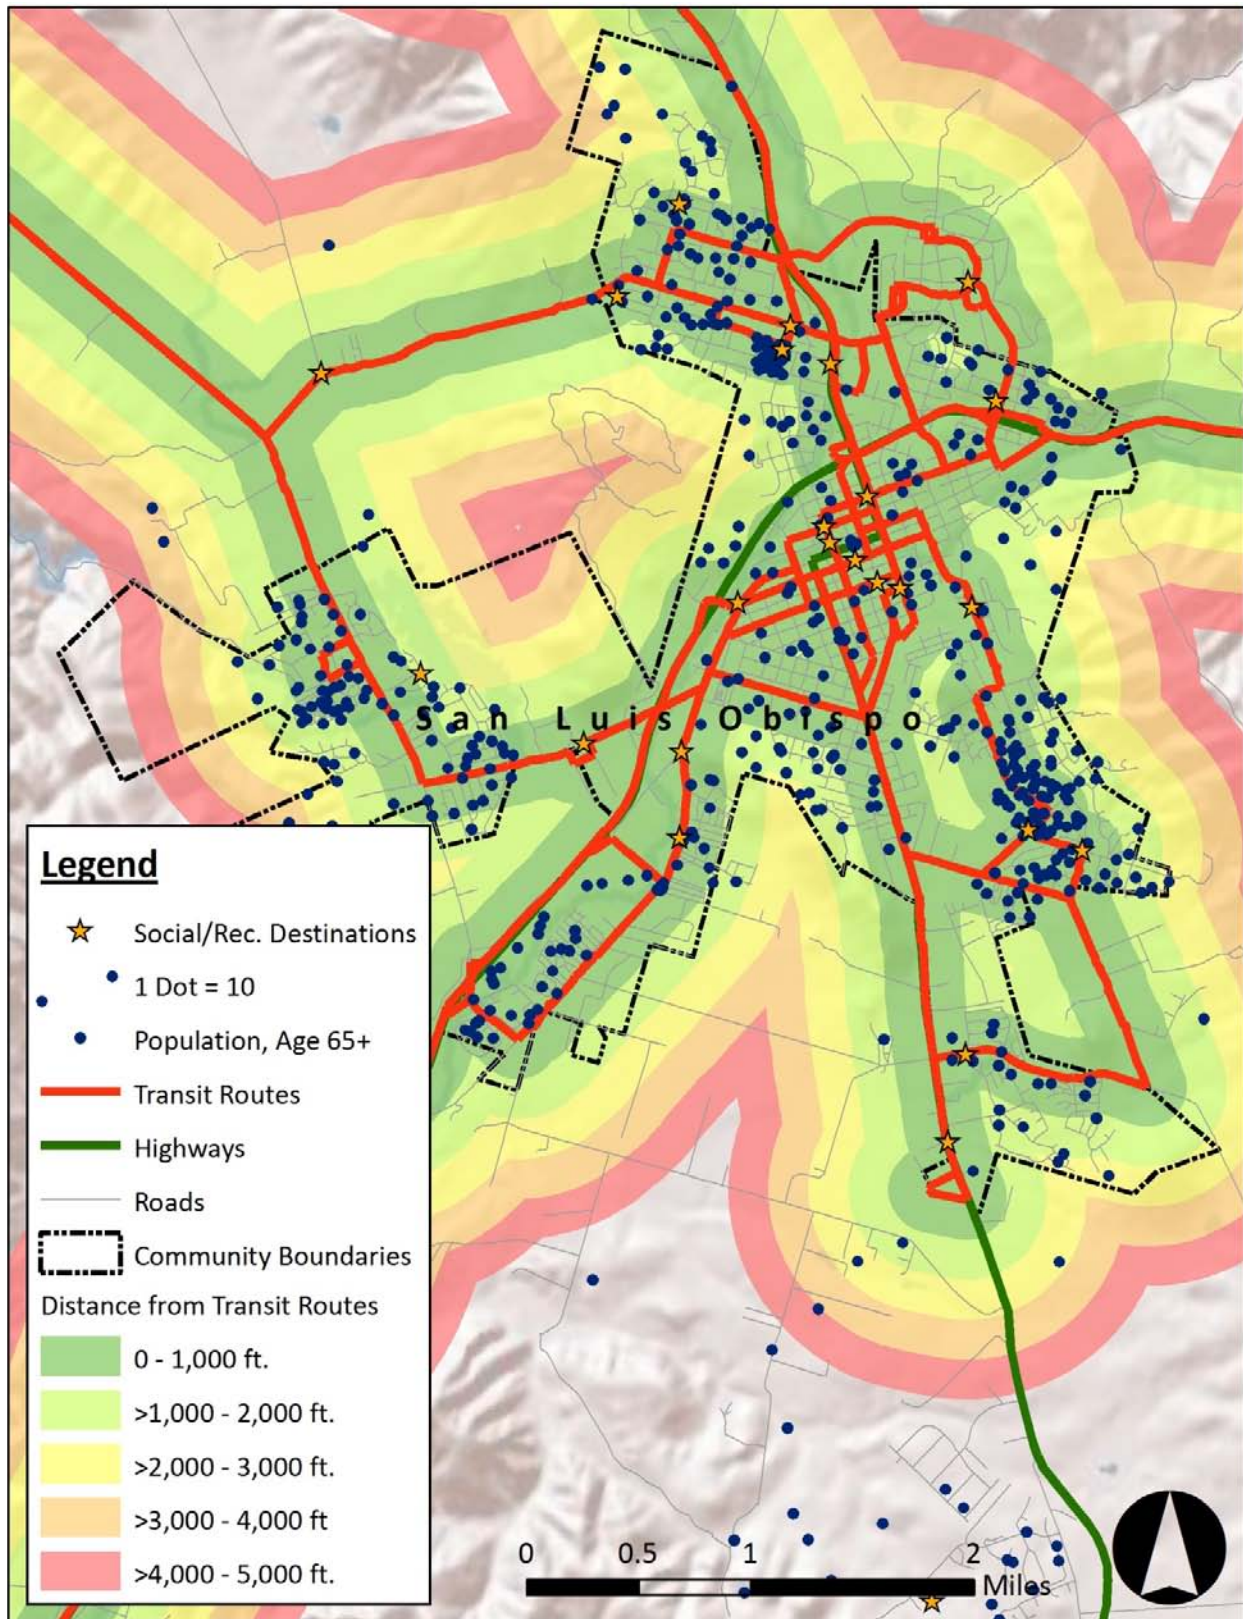 San Luis Obispo
Legend
Social/Rec. Destinations
1 Dot = 10
Population, Age 65+
Transit Routes
Highways
Roads
Community Boundaries
Distance from Transit Routes
0 - 1,000 ft.
>1,000 - 2,000 ft.
>2,000 - 3,000 ft.
>3,000 - 4,000 ft
>4,000 - 5,000 ft.
0 0.5 1 2
Miles